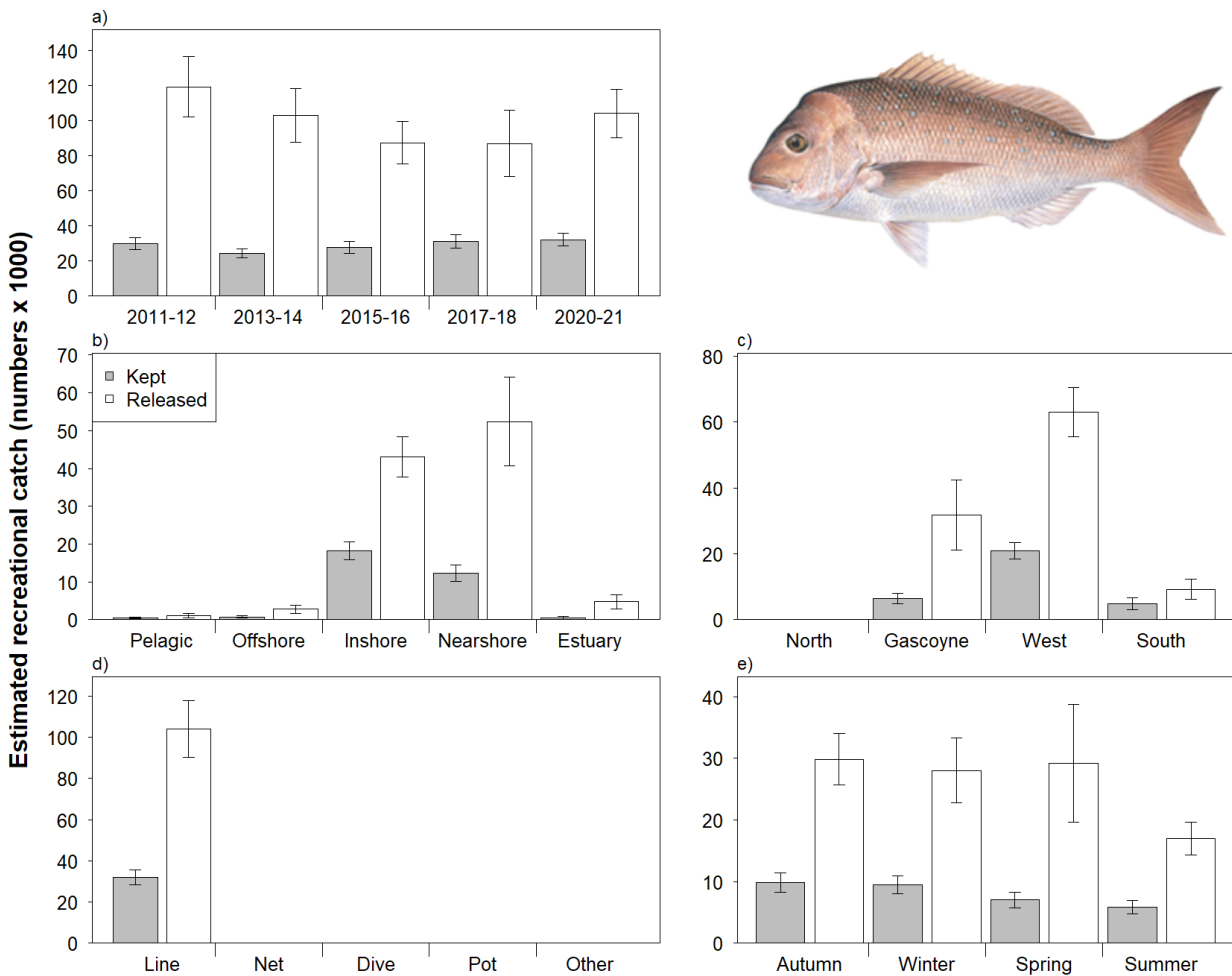 Estimated recreational catch (numbers x 1000)
a)
140
120
100
80
60
40
20
0
2011-12 2013-14 2015-16 2017-18 2020-21
b)
70
60
50
40
30
20
10
0
Kept
Released
Pelagic Offshore Inshore Nearshore Estuary
c)
80
60
40
20
0
North Gascoyne West South
d)
120
100
80
60
40
20
0
Line Net Dive Pot Other
e)
40
30
20
10
0
Autumn Winter Spring Summer